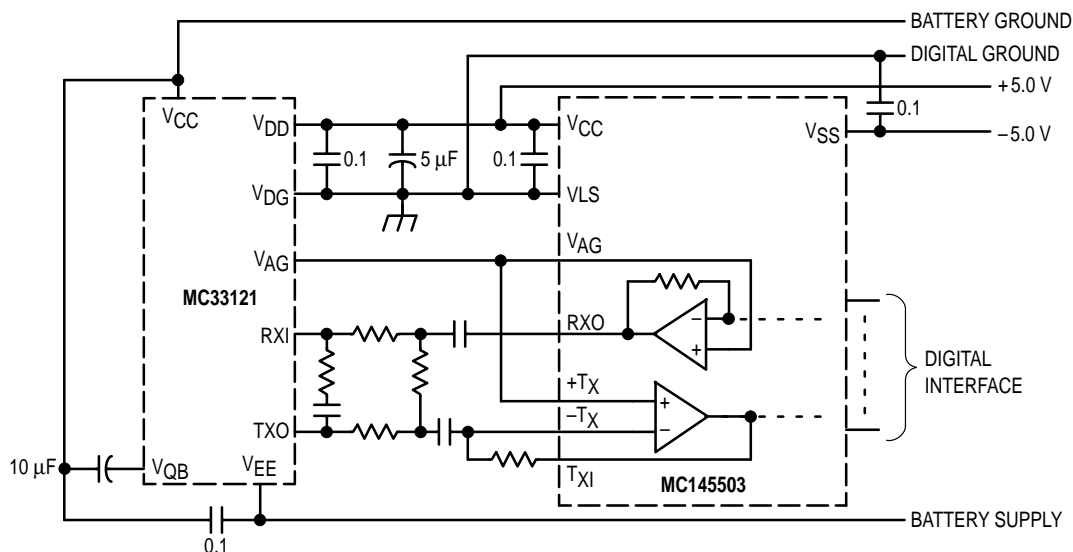 BATTERY GROUND
DIGITAL GROUND
+5.0 V
VCC
VDD
VCC
0.1
VSS
–5.0 V
0.1
5 µF
0.1
VDG
VLS
VAG
VAG
MC33121
RXI
RXO
–
+
DIGITAL
INTERFACE
+TX
–TX
+
–
TXO
10 µF
VQB
VEE
TXI
MC145503
0.1
BATTERY SUPPLY